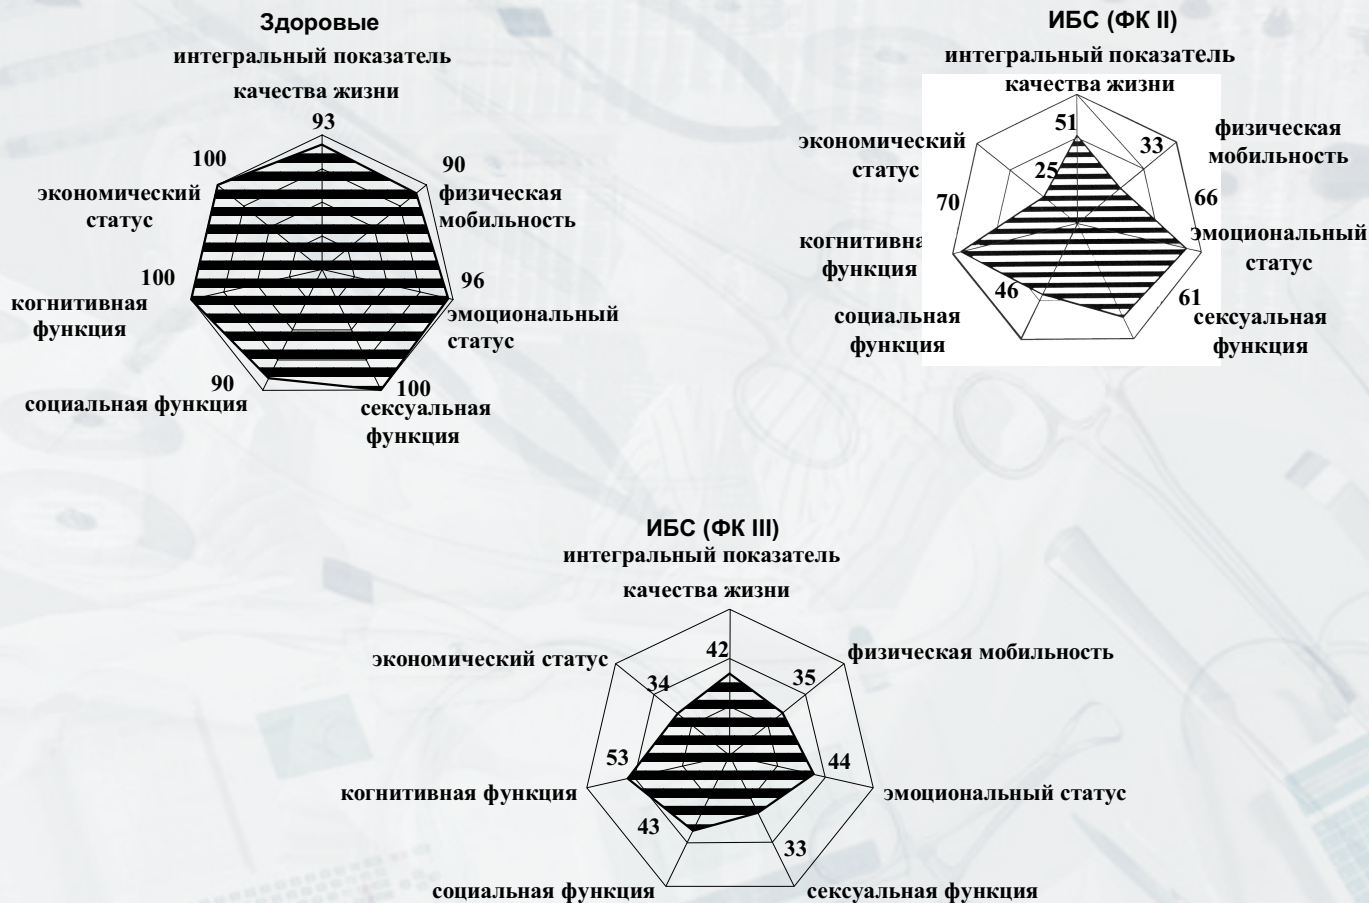 Здоровые
интегральный показатель
качества жизни
93
100
90
экономический
статус
физическая
мобильность
100
96
когнитивная
функция
эмоциональный
статус
90
100
социальная функция
сексуальная
функция
ИБС (ФК II)
интегральный показатель
качества жизни
51
33
экономический
статус
физическая
мобильность
25
70
66
когнитивна
функция
эмоциональный
статус
46
61
социальная
функция
сексуальная
функция
ИБС (ФК III)
интегральный показатель
качества жизни
42
экономический статус
физическая мобильность
34
35
53
44
когнитивная функция
эмоциональный статус
43
33
социальная функция
сексуальная функция